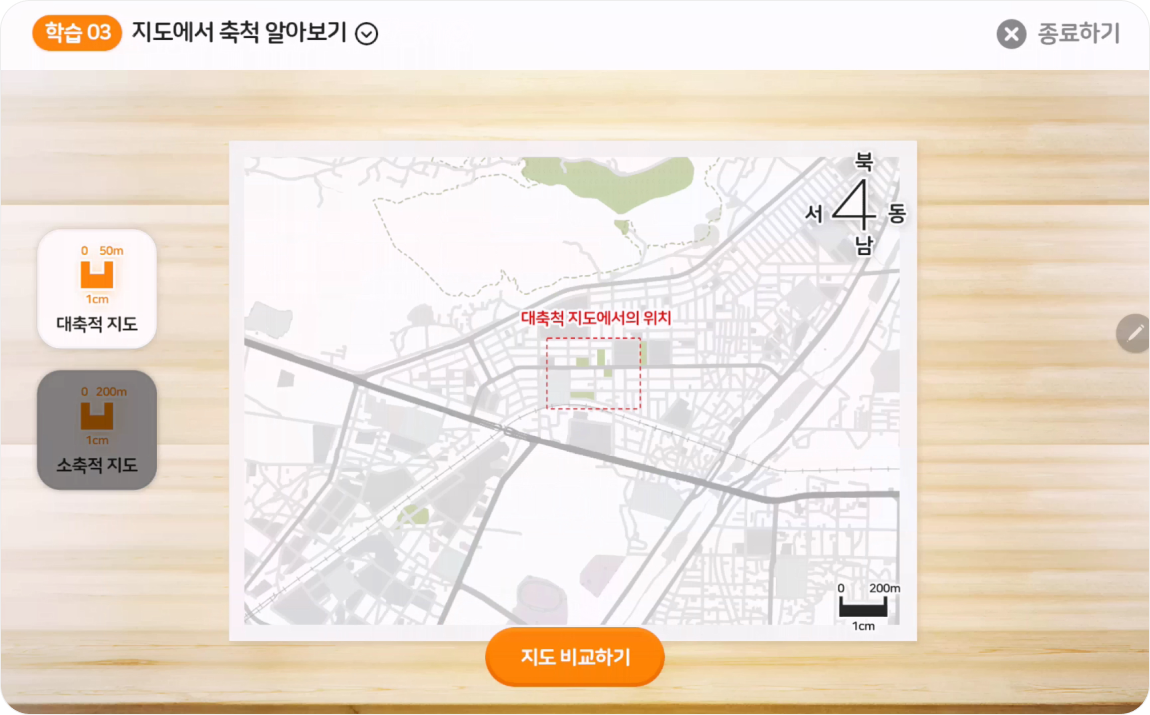 학습 03 지도에서 축척 알아보기
종료하기
북
서 동
남
0 50m
1cm
대축적 지도
0 200m
1cm
소축적 지도
대축척 지도에서의 위치
0 200m
1cm
지도 비교하기